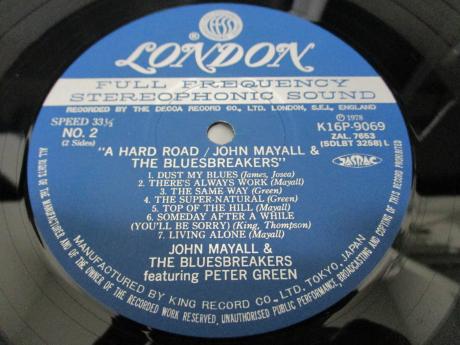 LONDON
FULL FREQUENCY
STEREOPHONIC SOUND
RECORDED BY THE DECCA RECORD CO., LTD. LONDON, S.E.I., ENGLAND
SPEED 33⅓
NO. 2
(2 Sides)
Ⓟ 1978
K16P-9069
ZAL. 7653
(5DLBT 3258) L
JASRAC
"A HARD ROAD / JOHN MAYALL &
THE BLUESBREAKERS"
1. DUST MY BLUES (James, Josea)
2. THERE'S ALWAYS WORK (Mayall)
3. THE SAME WAY (Green)
4. THE SUPER-NATURAL (Green)
5. TOP OF THE HILL (Mayall)
6. SOMEDAY AFTER A WHILE
(YOU'LL BE SORRY) (King, Thompson)
7. LIVING ALONE (Mayall)
JOHN MAYALL &
THE BLUESBREAKERS
featuring PETER GREEN
MANUFACTURED BY KING RECORD CO., LTD. TOKYO, JAPAN
ALL RIGHTS OF THE MANUFACTURER AND OF THE OWNER OF THE RECORDED WORK RESERVED, UNAUTHORISED PUBLIC PERFORMANCE, BROADCASTING AND COPYING OF THIS RECORD PROHIBITED